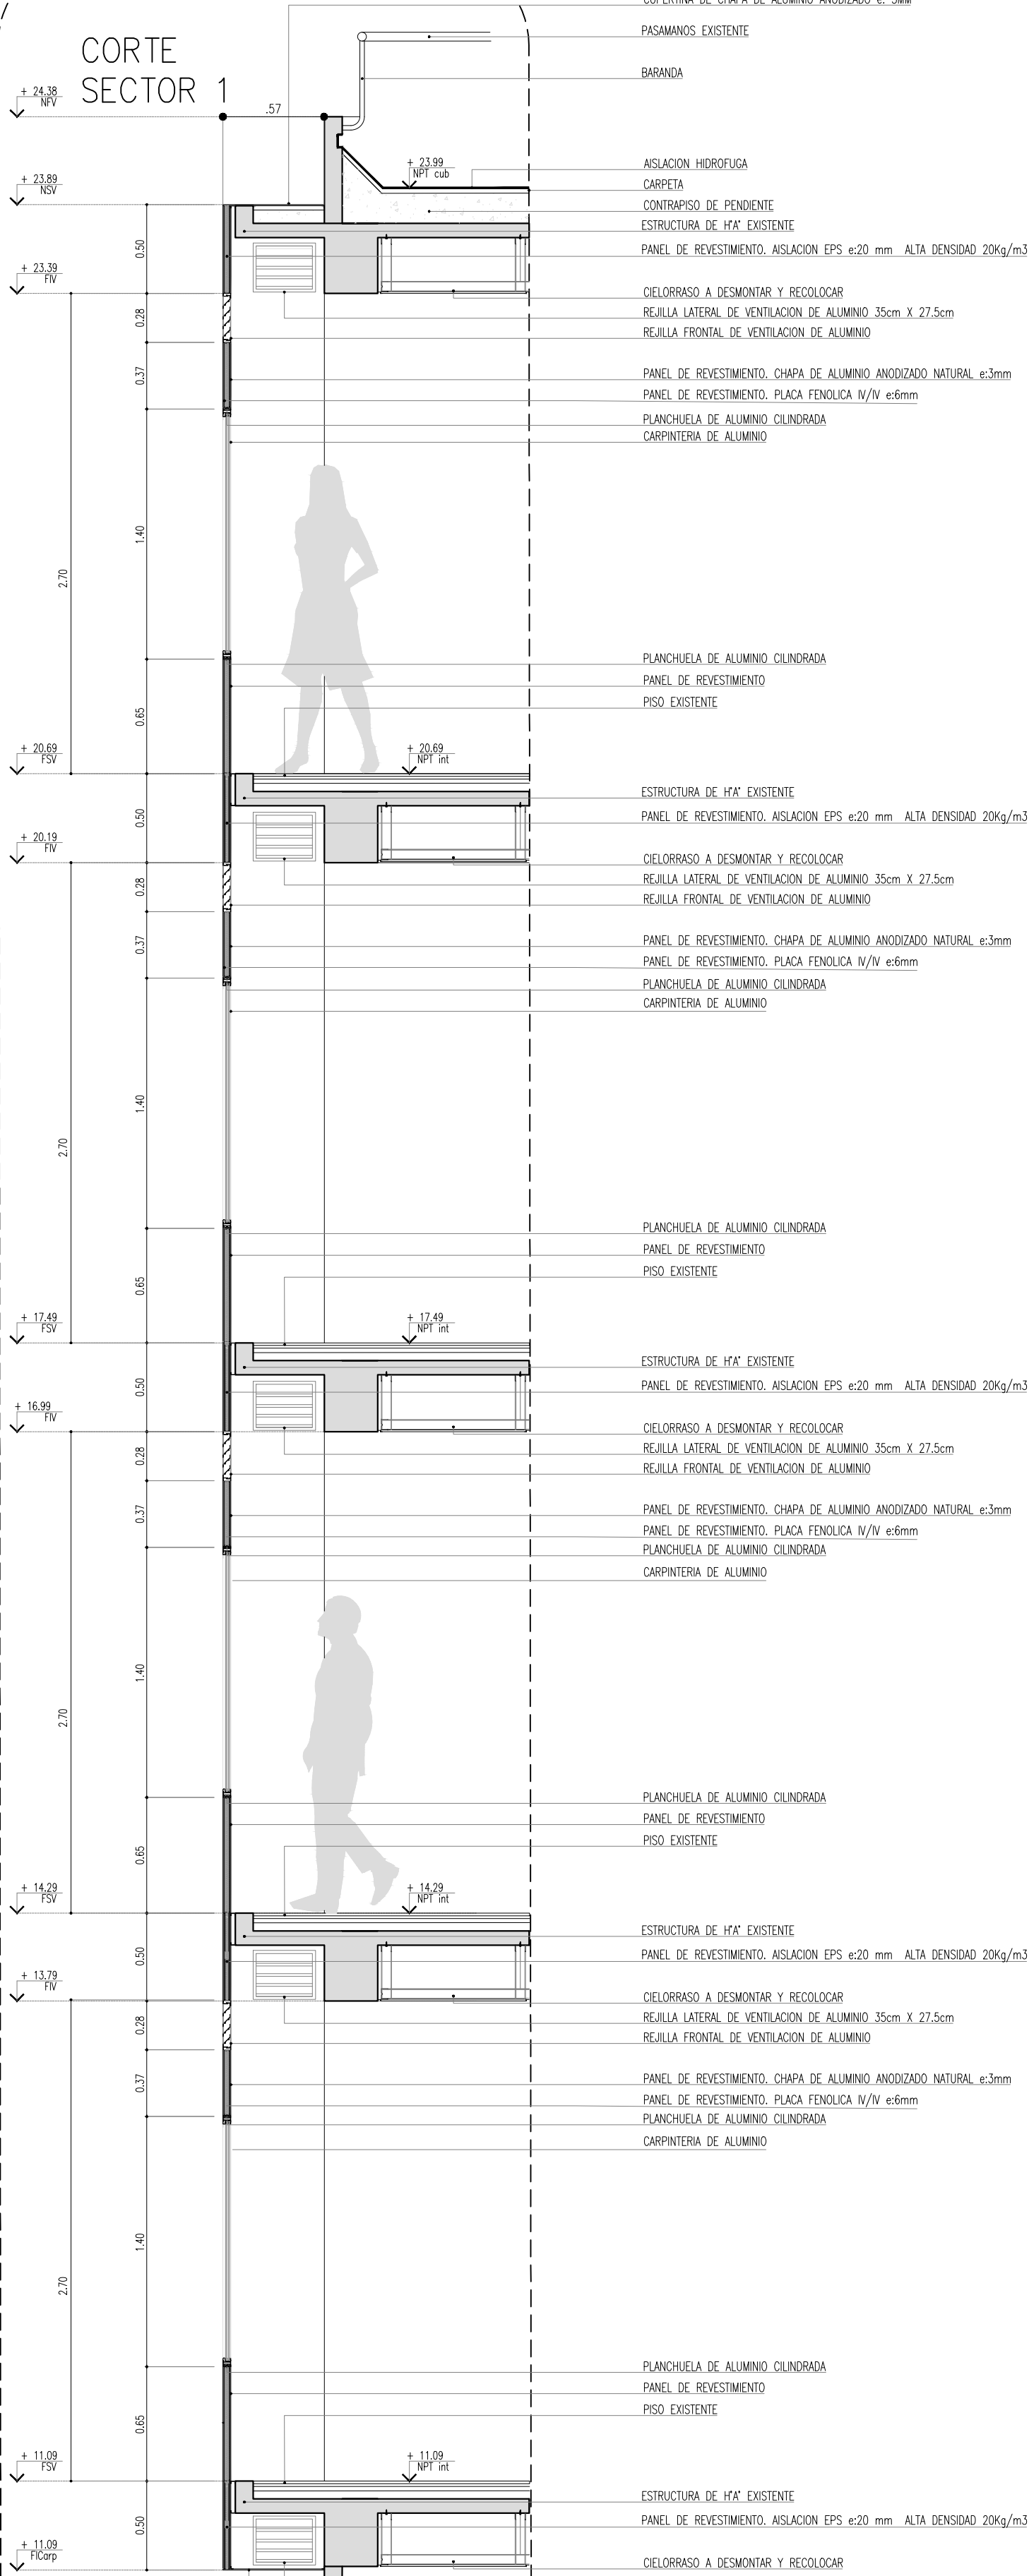 COPERTINA DE CHAPA DE ALUMINIO ANODIZADO e: 3MM
PASAMANOS EXISTENTE
CORTE
SECTOR 1
BARANDA
+ 24.38
NFV
.57
+ 23.99
NPT cub
AISLACION HIDROFUGA
+ 23.89
NSV
CARPETA
CONTRAPISO DE PENDIENTE
ESTRUCTURA DE H°A° EXISTENTE
0.50
PANEL DE REVESTIMIENTO. AISLACION EPS e:20 mm ALTA DENSIDAD 20Kg/m3
+ 23.39
FIV
CIELORRASO A DESMONTAR Y RECOLOCAR
REJILLA LATERAL DE VENTILACION DE ALUMINIO 35cm X 27.5cm
0.28
REJILLA FRONTAL DE VENTILACION DE ALUMINIO
0.37
PANEL DE REVESTIMIENTO. CHAPA DE ALUMINIO ANODIZADO NATURAL e:3mm
PANEL DE REVESTIMIENTO. PLACA FENOLICA IV/IV e:6mm
PLANCHUELA DE ALUMINIO CILINDRADA
CARPINTERIA DE ALUMINIO
1.40
2.70
PLANCHUELA DE ALUMINIO CILINDRADA
PANEL DE REVESTIMIENTO
0.65
PISO EXISTENTE
+ 20.69
FSV
+ 20.69
NPT int
ESTRUCTURA DE H°A° EXISTENTE
0.50
PANEL DE REVESTIMIENTO. AISLACION EPS e:20 mm ALTA DENSIDAD 20Kg/m3
+ 20.19
FIV
CIELORRASO A DESMONTAR Y RECOLOCAR
REJILLA LATERAL DE VENTILACION DE ALUMINIO 35cm X 27.5cm
0.28
REJILLA FRONTAL DE VENTILACION DE ALUMINIO
0.37
PANEL DE REVESTIMIENTO. CHAPA DE ALUMINIO ANODIZADO NATURAL e:3mm
PANEL DE REVESTIMIENTO. PLACA FENOLICA IV/IV e:6mm
PLANCHUELA DE ALUMINIO CILINDRADA
CARPINTERIA DE ALUMINIO
1.40
2.70
PLANCHUELA DE ALUMINIO CILINDRADA
PANEL DE REVESTIMIENTO
0.65
PISO EXISTENTE
+ 17.49
FSV
+ 17.49
NPT int
ESTRUCTURA DE H°A° EXISTENTE
0.50
PANEL DE REVESTIMIENTO. AISLACION EPS e:20 mm ALTA DENSIDAD 20Kg/m3
+ 16.99
FIV
CIELORRASO A DESMONTAR Y RECOLOCAR
REJILLA LATERAL DE VENTILACION DE ALUMINIO 35cm X 27.5cm
0.28
REJILLA FRONTAL DE VENTILACION DE ALUMINIO
0.37
PANEL DE REVESTIMIENTO. CHAPA DE ALUMINIO ANODIZADO NATURAL e:3mm
PANEL DE REVESTIMIENTO. PLACA FENOLICA IV/IV e:6mm
PLANCHUELA DE ALUMINIO CILINDRADA
CARPINTERIA DE ALUMINIO
1.40
2.70
PLANCHUELA DE ALUMINIO CILINDRADA
PANEL DE REVESTIMIENTO
0.65
PISO EXISTENTE
+ 14.29
FSV
+ 14.29
NPT int
ESTRUCTURA DE H°A° EXISTENTE
0.50
PANEL DE REVESTIMIENTO. AISLACION EPS e:20 mm ALTA DENSIDAD 20Kg/m3
+ 13.79
FIV
CIELORRASO A DESMONTAR Y RECOLOCAR
REJILLA LATERAL DE VENTILACION DE ALUMINIO 35cm X 27.5cm
0.28
REJILLA FRONTAL DE VENTILACION DE ALUMINIO
0.37
PANEL DE REVESTIMIENTO. CHAPA DE ALUMINIO ANODIZADO NATURAL e:3mm
PANEL DE REVESTIMIENTO. PLACA FENOLICA IV/IV e:6mm
PLANCHUELA DE ALUMINIO CILINDRADA
CARPINTERIA DE ALUMINIO
1.40
2.70
PLANCHUELA DE ALUMINIO CILINDRADA
PANEL DE REVESTIMIENTO
0.65
PISO EXISTENTE
+ 11.09
FSV
+ 11.09
NPT int
ESTRUCTURA DE H°A° EXISTENTE
0.50
PANEL DE REVESTIMIENTO. AISLACION EPS e:20 mm ALTA DENSIDAD 20Kg/m3
+ 11.09
FICarp
CIELORRASO A DESMONTAR Y RECOLOCAR